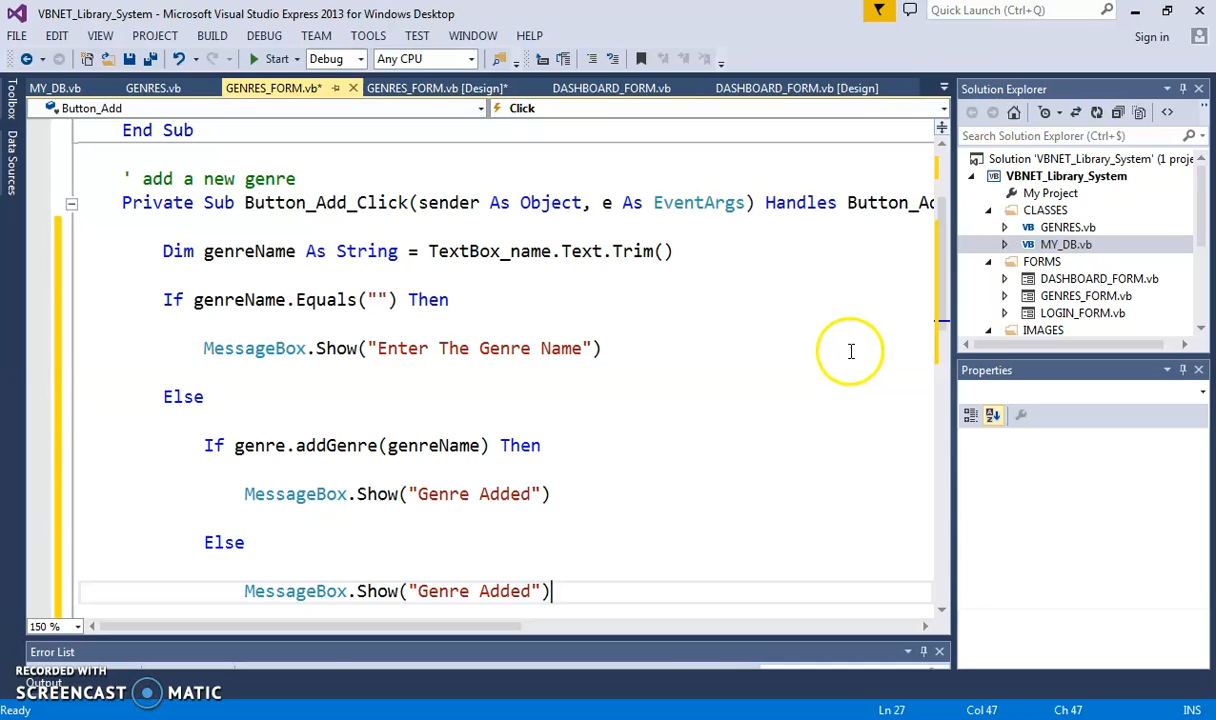 VBNET_Library_System - Microsoft Visual Studio Express 2013 for Windows Desktop
Quick Launch (Ctrl+Q)
FILE EDIT VIEW PROJECT BUILD DEBUG TEAM TOOLS TEST WINDOW HELP
Sign in
Start Debug Any CPU
Toolbox
Data Sources
MY_DB.vb GENRES.vb GENRES_FORM.vb* GENRES_FORM.vb [Design]* DASHBOARD_FORM.vb DASHBOARD_FORM.vb [Design]
Button_Add Click
End Sub
' add a new genre
Private Sub Button_Add_Click(sender As Object, e As EventArgs) Handles Button_Ad
Dim genreName As String = TextBox_name.Text.Trim()
If genreName.Equals("") Then
MessageBox.Show("Enter The Genre Name")
Else
If genre.addGenre(genreName) Then
MessageBox.Show("Genre Added")
Else
MessageBox.Show("Genre Added")
150 %
Error List
Output
Solution Explorer
Search Solution Explorer (Ctrl+$)
Solution 'VBNET_Library_System' (1 proje
VBNET_Library_System
My Project
CLASSES
GENRES.vb
MY_DB.vb
FORMS
DASHBOARD_FORM.vb
GENRES_FORM.vb
LOGIN_FORM.vb
IMAGES
Properties
RECORDED WITH
SCREENCAST MATIC
Ready Ln 27 Col 47 Ch 47 INS